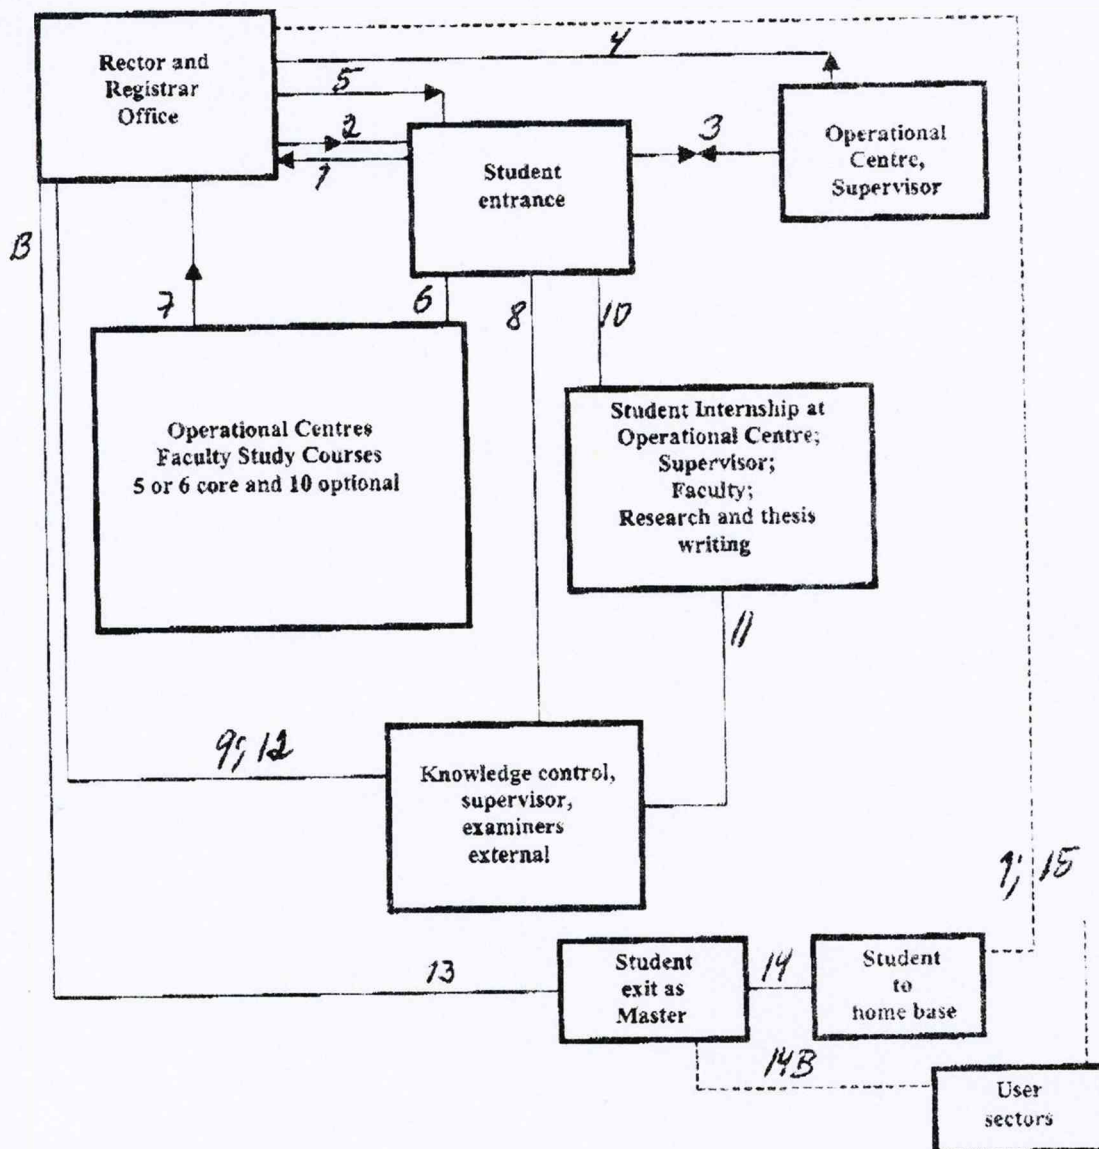 4
Rector and
Registrar
Office
5
2
1
3
Operational
Centre,
Supervisor
Student
entrance
B
7
6
8
10
Operational Centres
Faculty Study Courses
5 or 6 core and 10 optional
Student Internship at
Operational Centre;
Supervisor;
Faculty;
Research and thesis
writing
11
9; 12
Knowledge control,
supervisor,
examiners
external
1; 15
13
Student
exit as
Master
14
Student
to
home base
14B
User
sectors